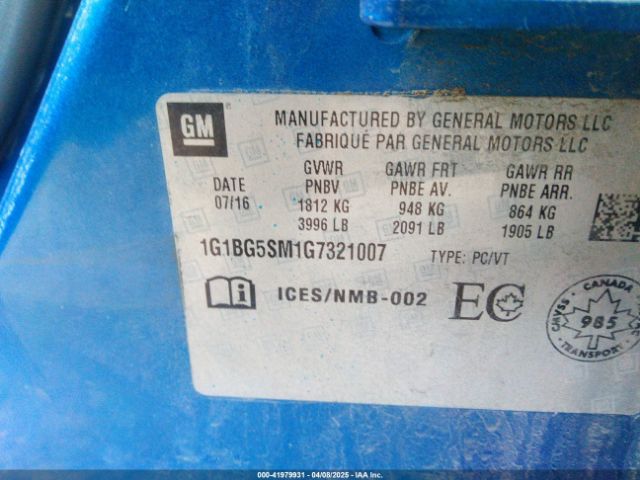 GM
MANUFACTURED BY GENERAL MOTORS LLC
FABRIQUÉ PAR GENERAL MOTORS LLC
DATE
07/16
GVWR
PNBV
1812 KG
3996 LB
GAWR FRT
PNBE AV.
948 KG
2091 LB
GAWR RR
PNBE ARR.
864 KG
1905 LB
1G1BG5SM1G7321007 TYPE: PC/VT
i ICES/NMB-002 EC
CANADA
CMVSS
985
TRANSPORT
000-41979931 - 04/08/2025 - IAA Inc.